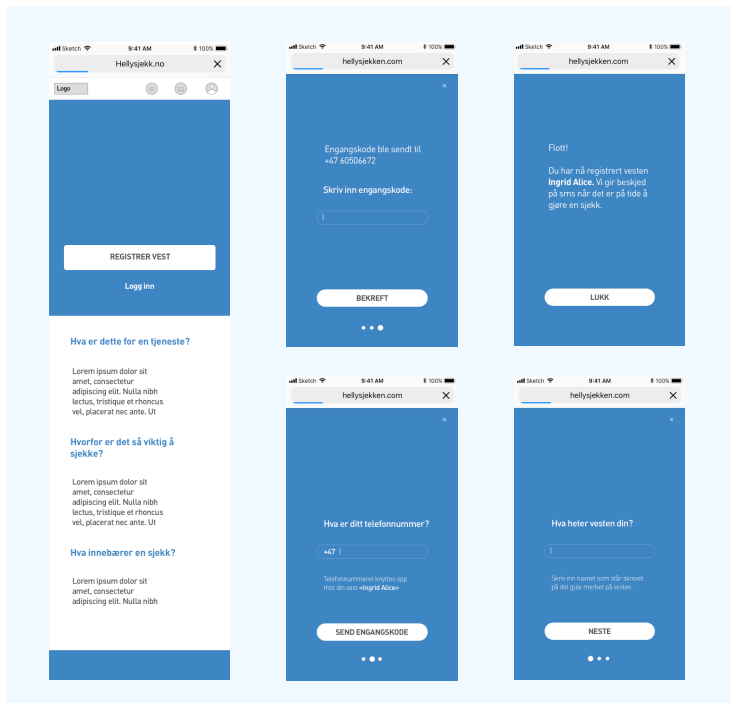 Sketch 9:41 AM 100%
Hellysjekk.no
Logo
REGISTRER VEST
Logg inn
Hva er dette for en tjeneste?
Lorem ipsum dolor sit
amet, consectetur
adipiscing elit. Nulla nibh
lectus, tristique et rhoncus
vel, placerat nec ante. Ut
Hvorfor er det så viktig å
sjekke?
Lorem ipsum dolor sit
amet, consectetur
adipiscing elit. Nulla nibh
lectus, tristique et rhoncus
vel, placerat nec ante. Ut
Hva innebærer en sjekk?
Lorem ipsum dolor sit
amet, consectetur
adipiscing elit. Nulla nibh
Sketch 9:41 AM 100%
hellysjekken.com
Engangskode ble sendt til
+47 60506672
Skriv inn engangskode:
BEKREFT
Sketch 9:41 AM 100%
hellysjekken.com
Flott!
Du har nå registrert vesten
Ingrid Alice. Vi gir beskjed
på sms når det er på tide å
gjøre en sjekk.
LUKK
Sketch 9:41 AM 100%
hellysjekken.com
Hva er ditt telefonnummer?
+47
Telefonnummeret knyttes opp
mot din vest «Ingrid Alice»
SEND ENGANGSKODE
Sketch 9:41 AM 100%
hellysjekken.com
Hva heter vesten din?
Skriv inn navnet som står skrevet
på det gule merket på vesten.
NESTE